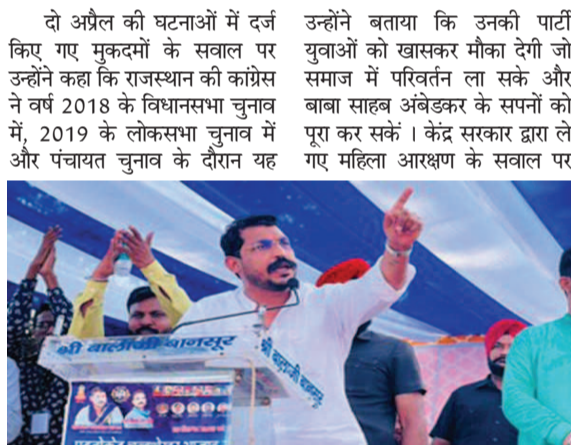 दो अप्रैल की घटनाओं में दर्ज
किए गए मुकदमों के सवाल पर
उन्होंने कहा कि राजस्थान की कांग्रेस
ने वर्ष 2018 के विधानसभा चुनाव
में, 2019 के लोकसभा चुनाव में
और पंचायत चुनाव के दौरान यह
उन्होंने बताया कि उनकी पार्टी
युवाओं को खासकर मौका देगी जो
समाज में परिवर्तन ला सके और
बाबा साहब अंबेडकर के सपनों को
पूरा कर सकें । केंद्र सरकार द्वारा ले
गए महिला आरक्षण के सवाल पर
श्री बालाजी बानसूर
श्री बालाजी बानसूर